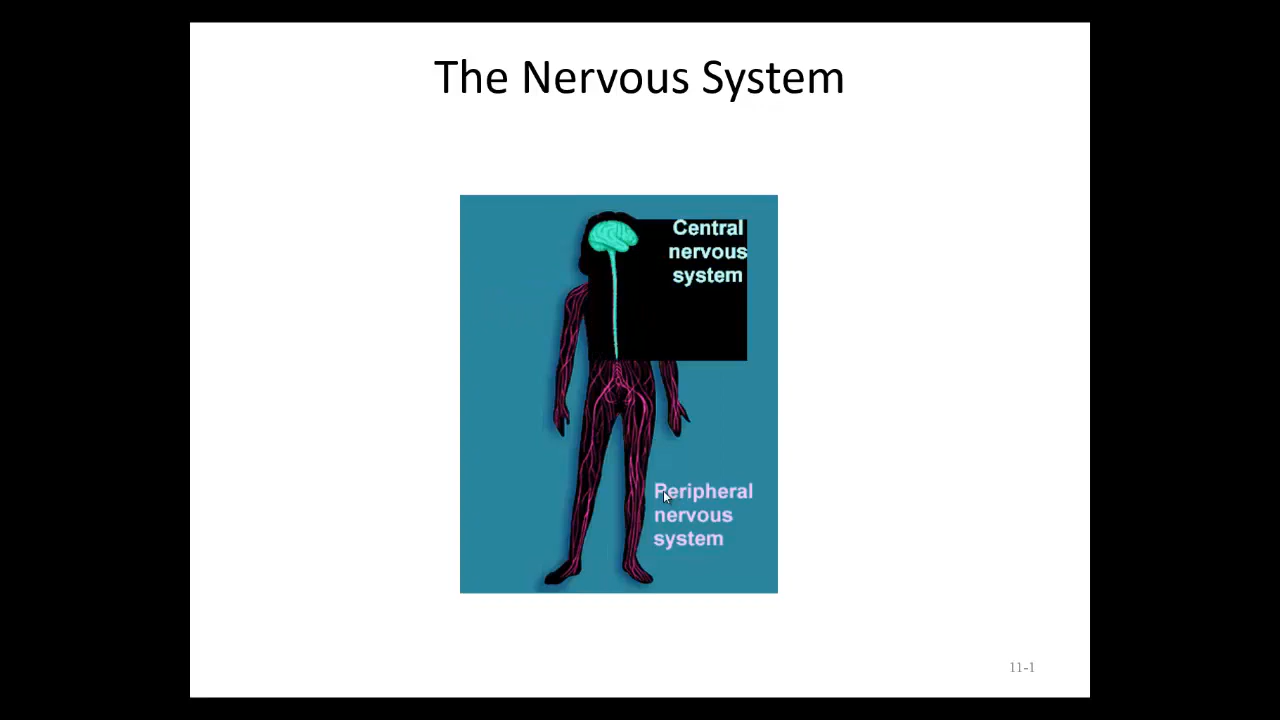 The Nervous System
Central
nervous
system
Peripheral
nervous
system
11-1